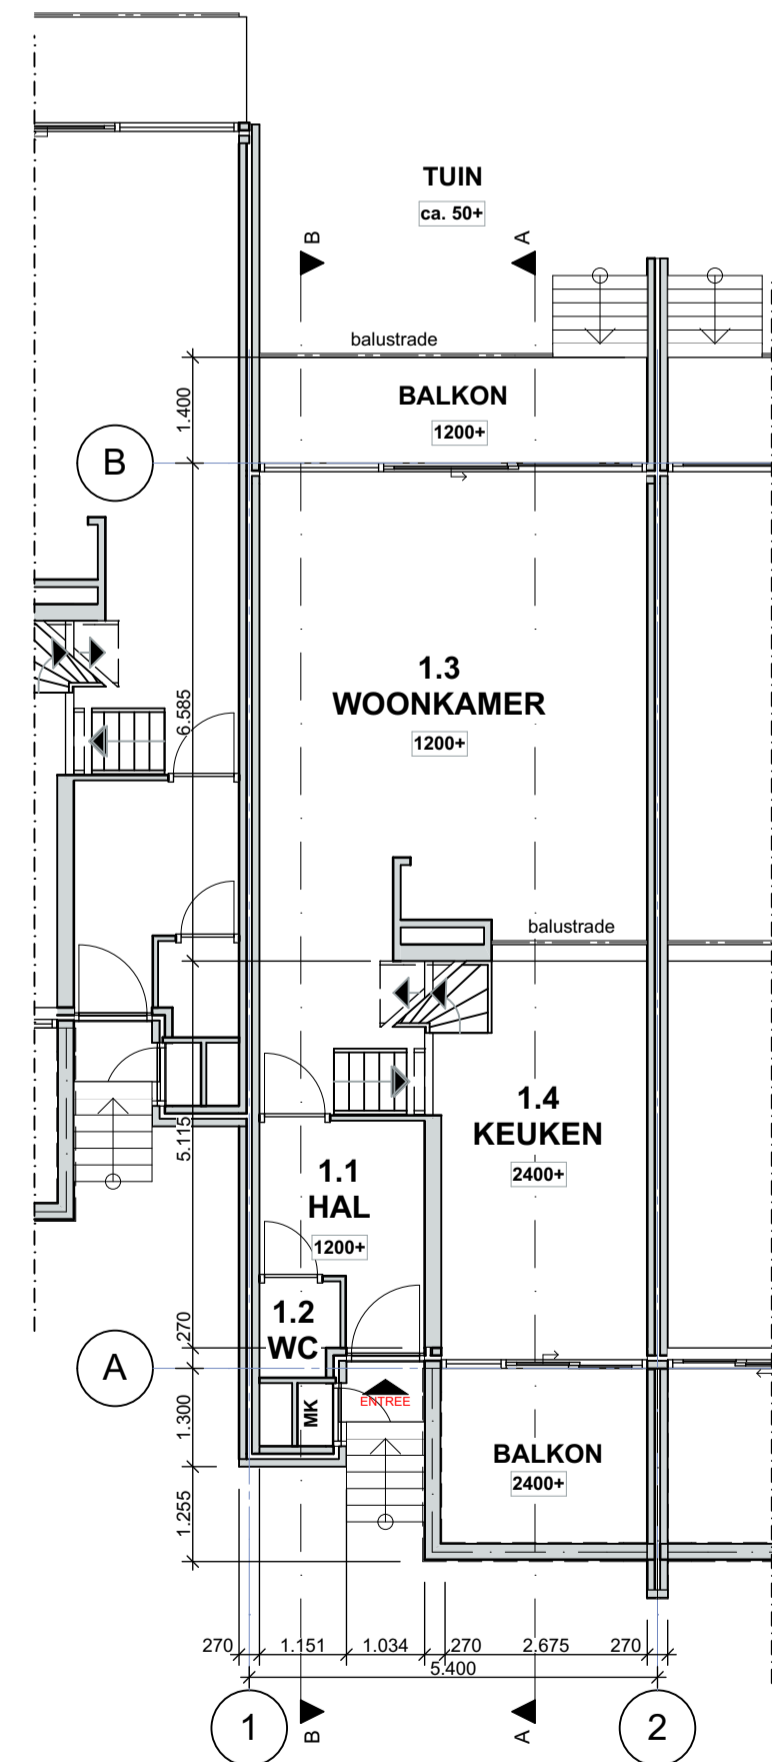 TUIN
ca. 50+
B
A
balustrade
1.400
BALKON
1200+
B
6.585
1.3
WOONKAMER
1200+
balustrade
5.115
1.4
KEUKEN
2400+
1.1
HAL
1200+
1.2
WC
270
A
1.300
MK
ENTREE
BALKON
2400+
1.255
270 1.151 1.034 270 2.675 270
5.400
1
B
A
2